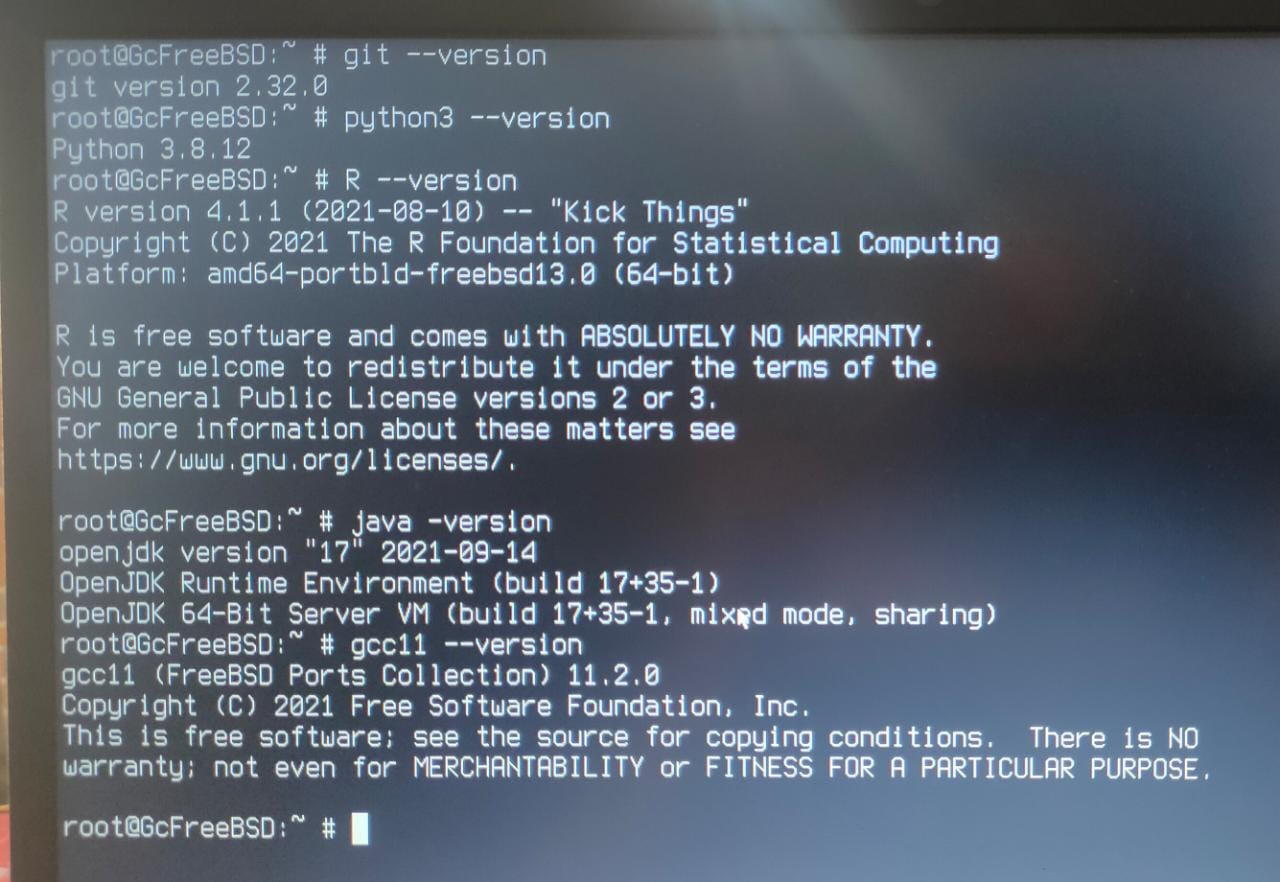 root@GcFreeBSD:~ # git --version
git version 2.32.0
root@GcFreeBSD:~ # python3 --version
Python 3.8.12
root@GcFreeBSD:~ # R --version
R version 4.1.1 (2021-08-10) -- "Kick Things"
Copyright (C) 2021 The R Foundation for Statistical Computing
Platform: amd64-portbld-freebsd13.0 (64-bit)
R is free software and comes with ABSOLUTELY NO WARRANTY.
You are welcome to redistribute it under the terms of the
GNU General Public License versions 2 or 3.
For more information about these matters see
https://www.gnu.org/licenses/.
root@GcFreeBSD:~ # java -version
openjdk version "17" 2021-09-14
OpenJDK Runtime Environment (build 17+35-1)
OpenJDK 64-Bit Server VM (build 17+35-1, mixed mode, sharing)
root@GcFreeBSD:~ # gcc11 --version
gcc11 (FreeBSD Ports Collection) 11.2.0
Copyright (C) 2021 Free Software Foundation, Inc.
This is free software; see the source for copying conditions.  There is NO
warranty; not even for MERCHANTABILITY or FITNESS FOR A PARTICULAR PURPOSE.
root@GcFreeBSD:~ #